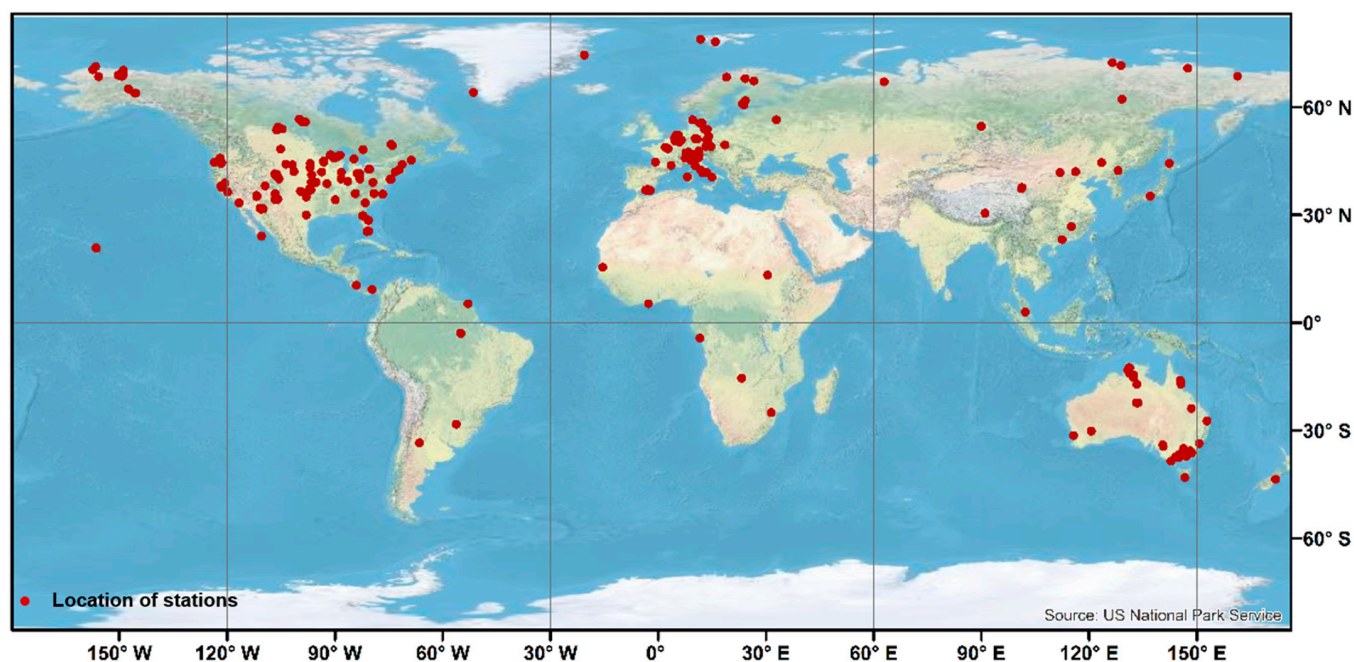 60° N
30° N
0°
30° S
60° S
Location of stations
Source: US National Park Service
150° W 120° W 90° W 60° W 30° W 0° 30° E 60° E 90° E 120° E 150° E